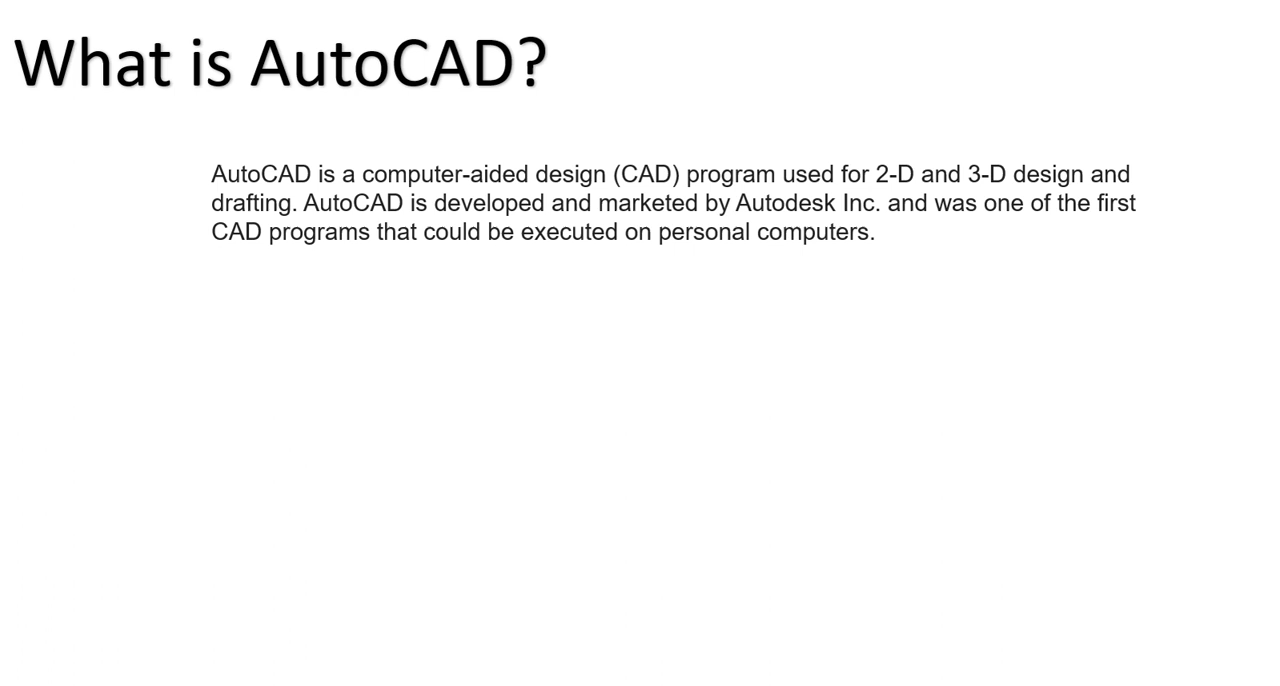 What is AutoCAD?
AutoCAD is a computer-aided design (CAD) program used for 2-D and 3-D design and
drafting. AutoCAD is developed and marketed by Autodesk Inc. and was one of the first
CAD programs that could be executed on personal computers.